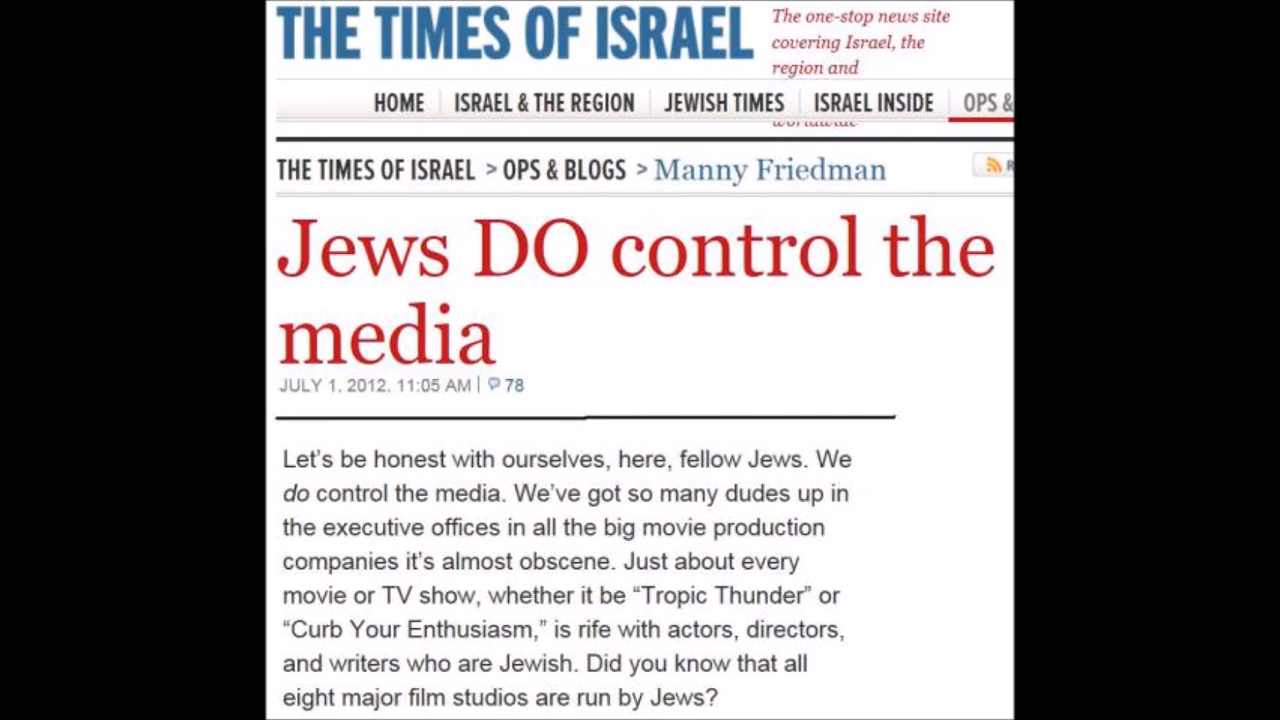 THE TIMES OF ISRAEL
The one-stop news site
covering Israel, the
region and
HOME ISRAEL & THE REGION JEWISH TIMES ISRAEL INSIDE OPS &
worldwide
THE TIMES OF ISRAEL > OPS & BLOGS > Manny Friedman R
Jews DO control the
media
JULY 1, 2012, 11:05 AM | 78
Let's be honest with ourselves, here, fellow Jews. We
do control the media. We've got so many dudes up in
the executive offices in all the big movie production
companies it's almost obscene. Just about every
movie or TV show, whether it be “Tropic Thunder” or
“Curb Your Enthusiasm,” is rife with actors, directors,
and writers who are Jewish. Did you know that all
eight major film studios are run by Jews?